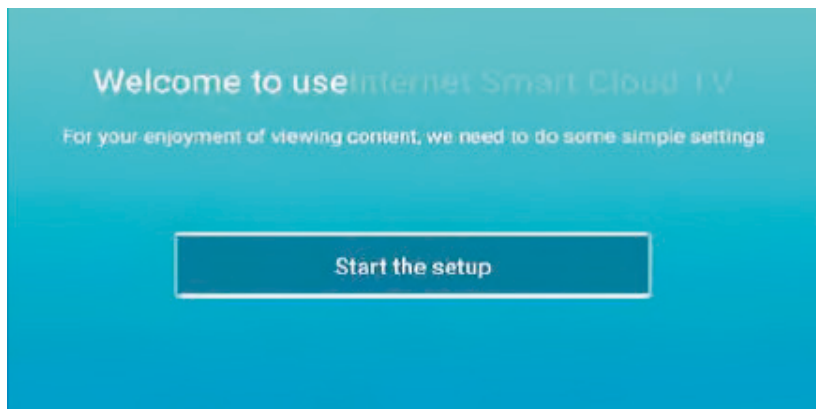 Welcome to use Internet Smart Cloud TV
For your enjoyment of viewing content, we need to do some simple settings
Start the setup